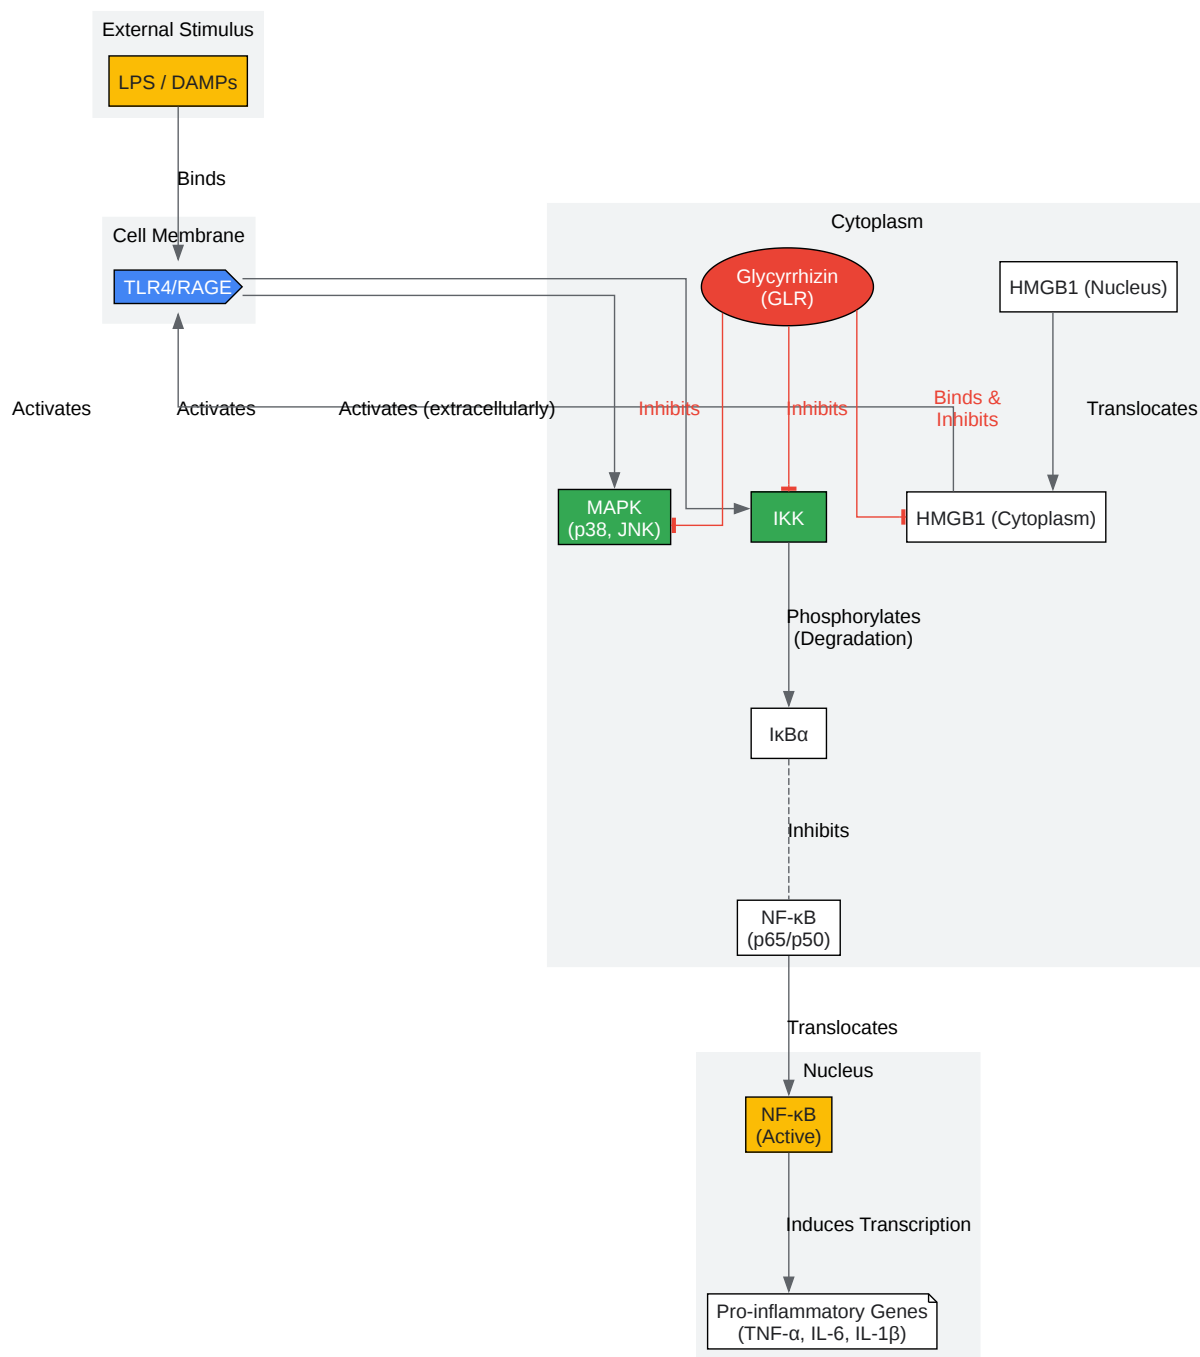 External Stimulus
LPS / DAMPs
Binds
Cell Membrane
TLR4/RAGE
Cytoplasm
Glycyrrhizin
(GLR)
HMGB1 (Nucleus)
Activates
Activates
Activates (extracellularly)
Inhibits
Inhibits
Binds &
Inhibits
Translocates
MAPK
(p38, JNK)
IKK
HMGB1 (Cytoplasm)
Phosphorylates
(Degradation)
IκBα
Inhibits
NF-κB
(p65/p50)
Translocates
Nucleus
NF-κB
(Active)
Induces Transcription
Pro-inflammatory Genes
(TNF-α, IL-6, IL-1β)